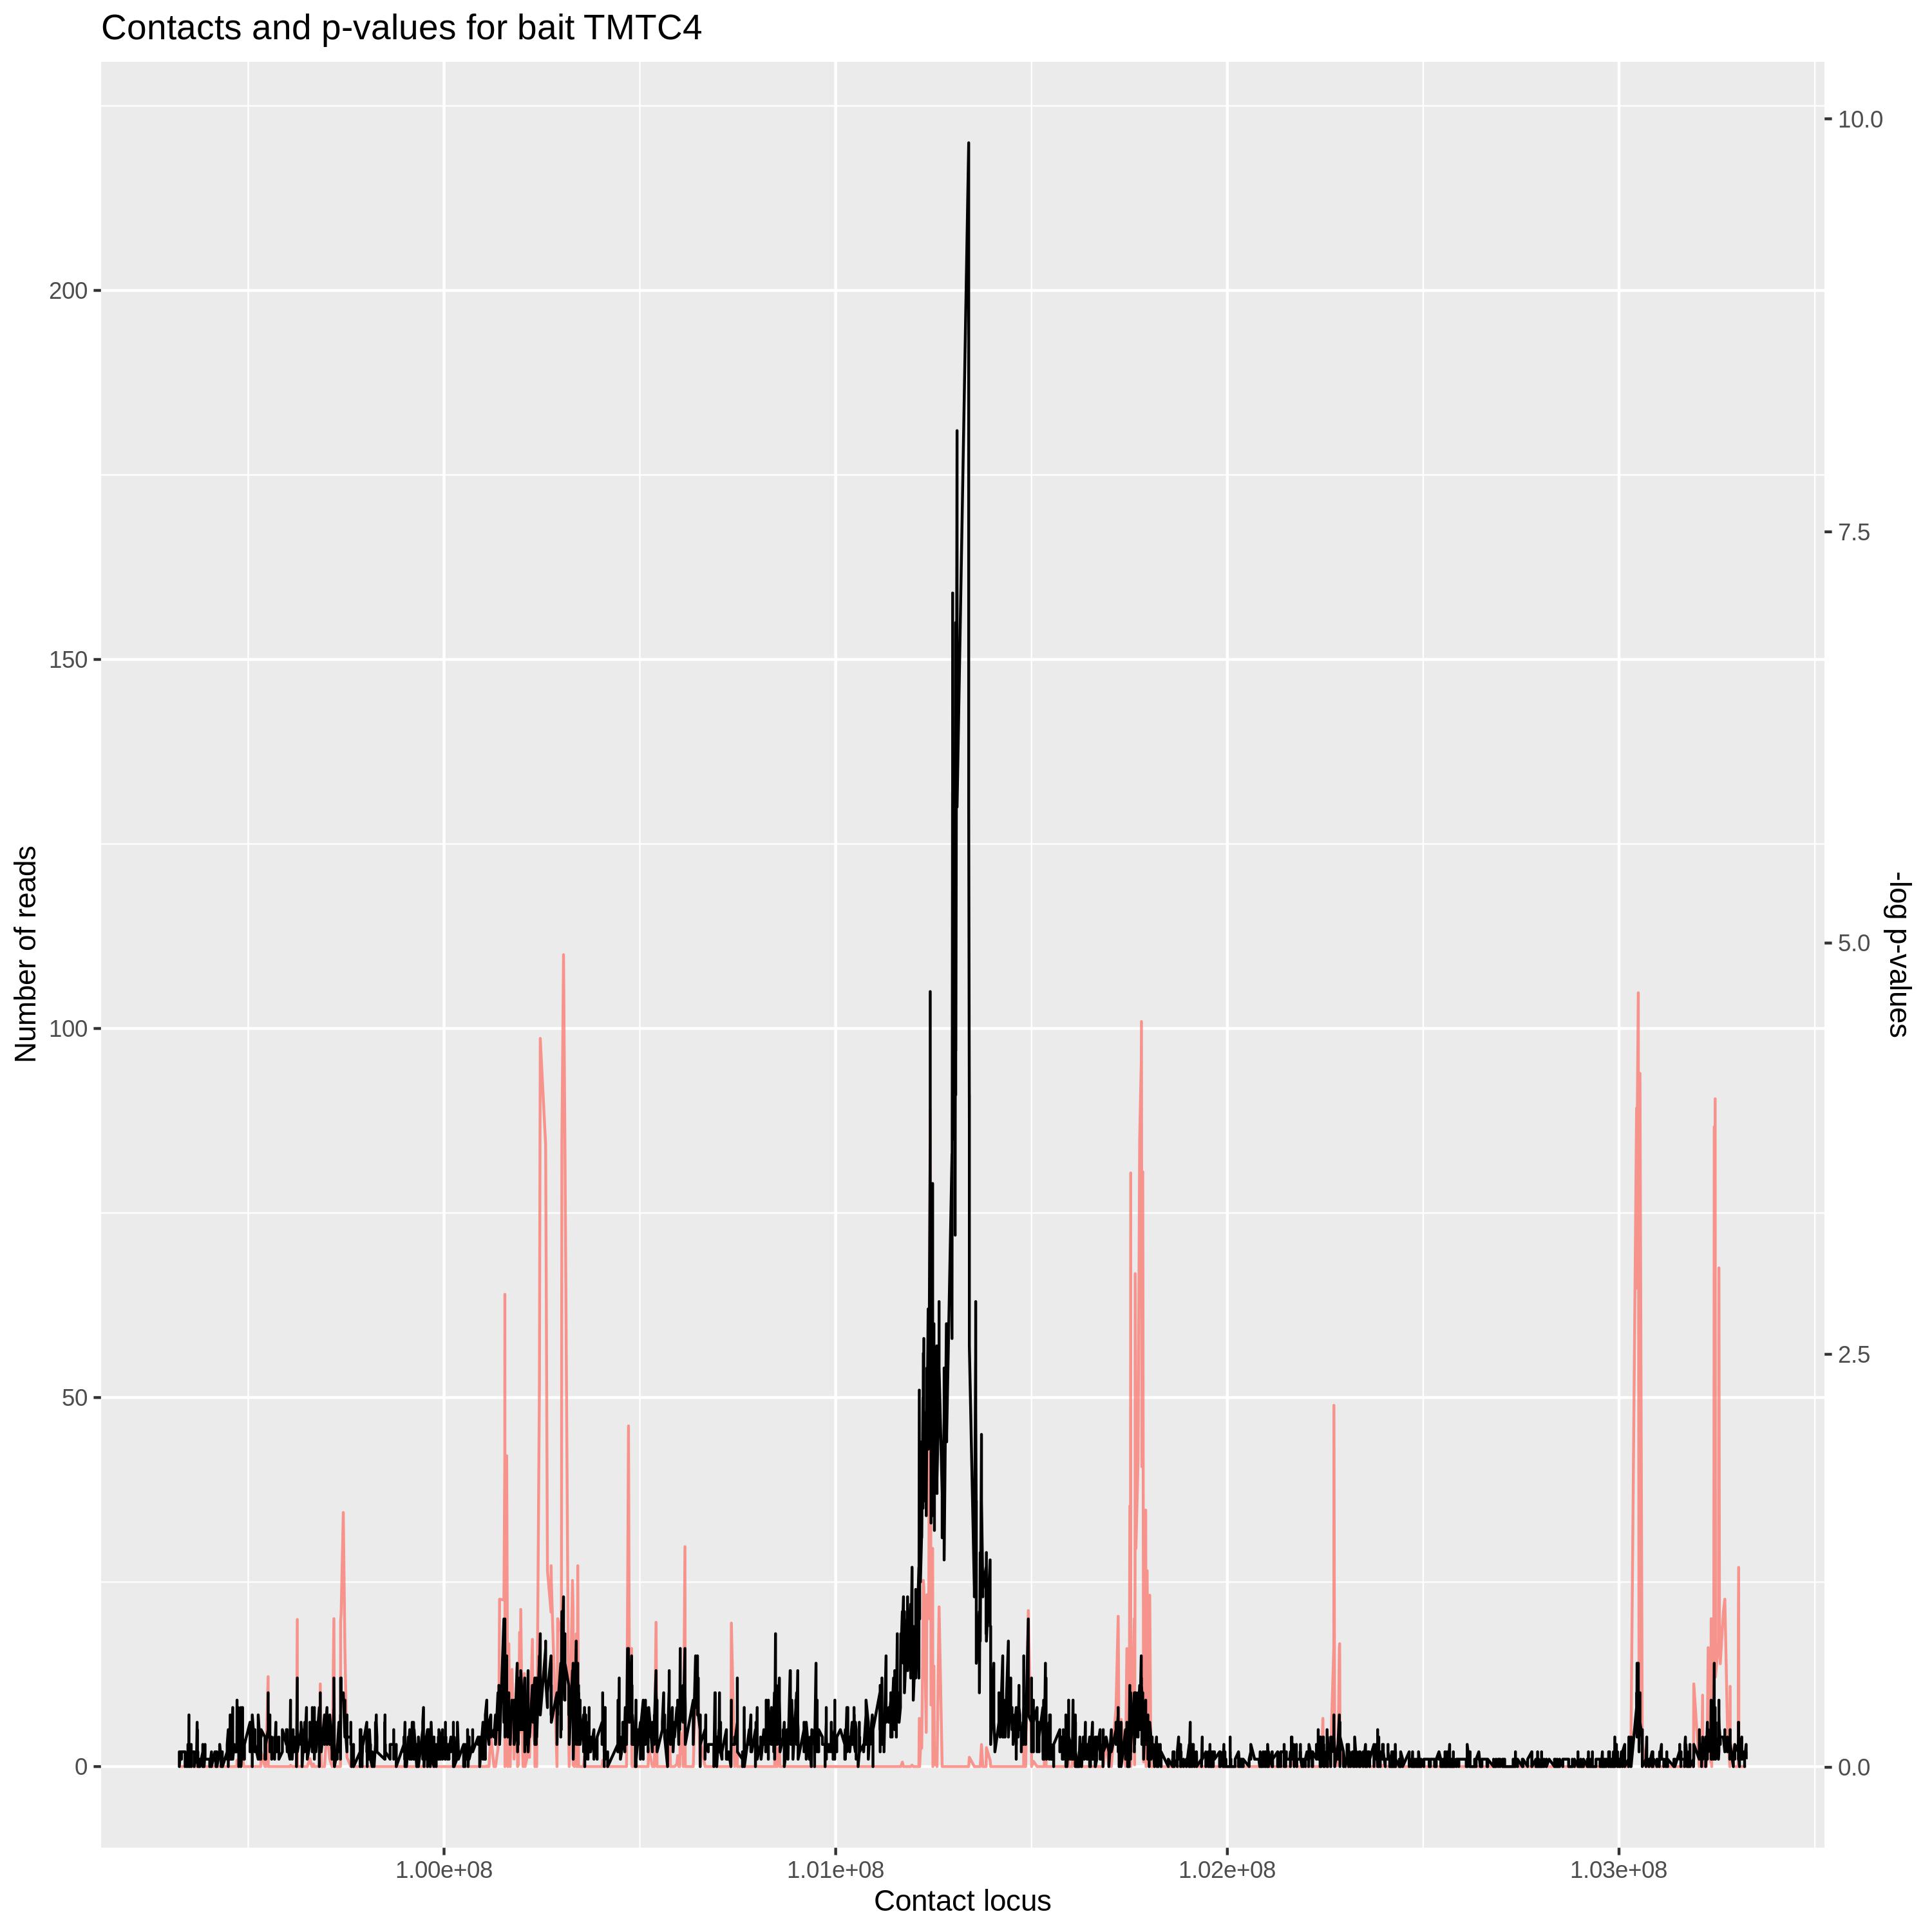 Contacts and p-values for bait TMTC4
Number of reads
200
150
100
50
0
10.0
7.5
5.0
2.5
0.0
-log p-values
1.00e+08
1.01e+08
1.02e+08
1.03e+08
Contact locus